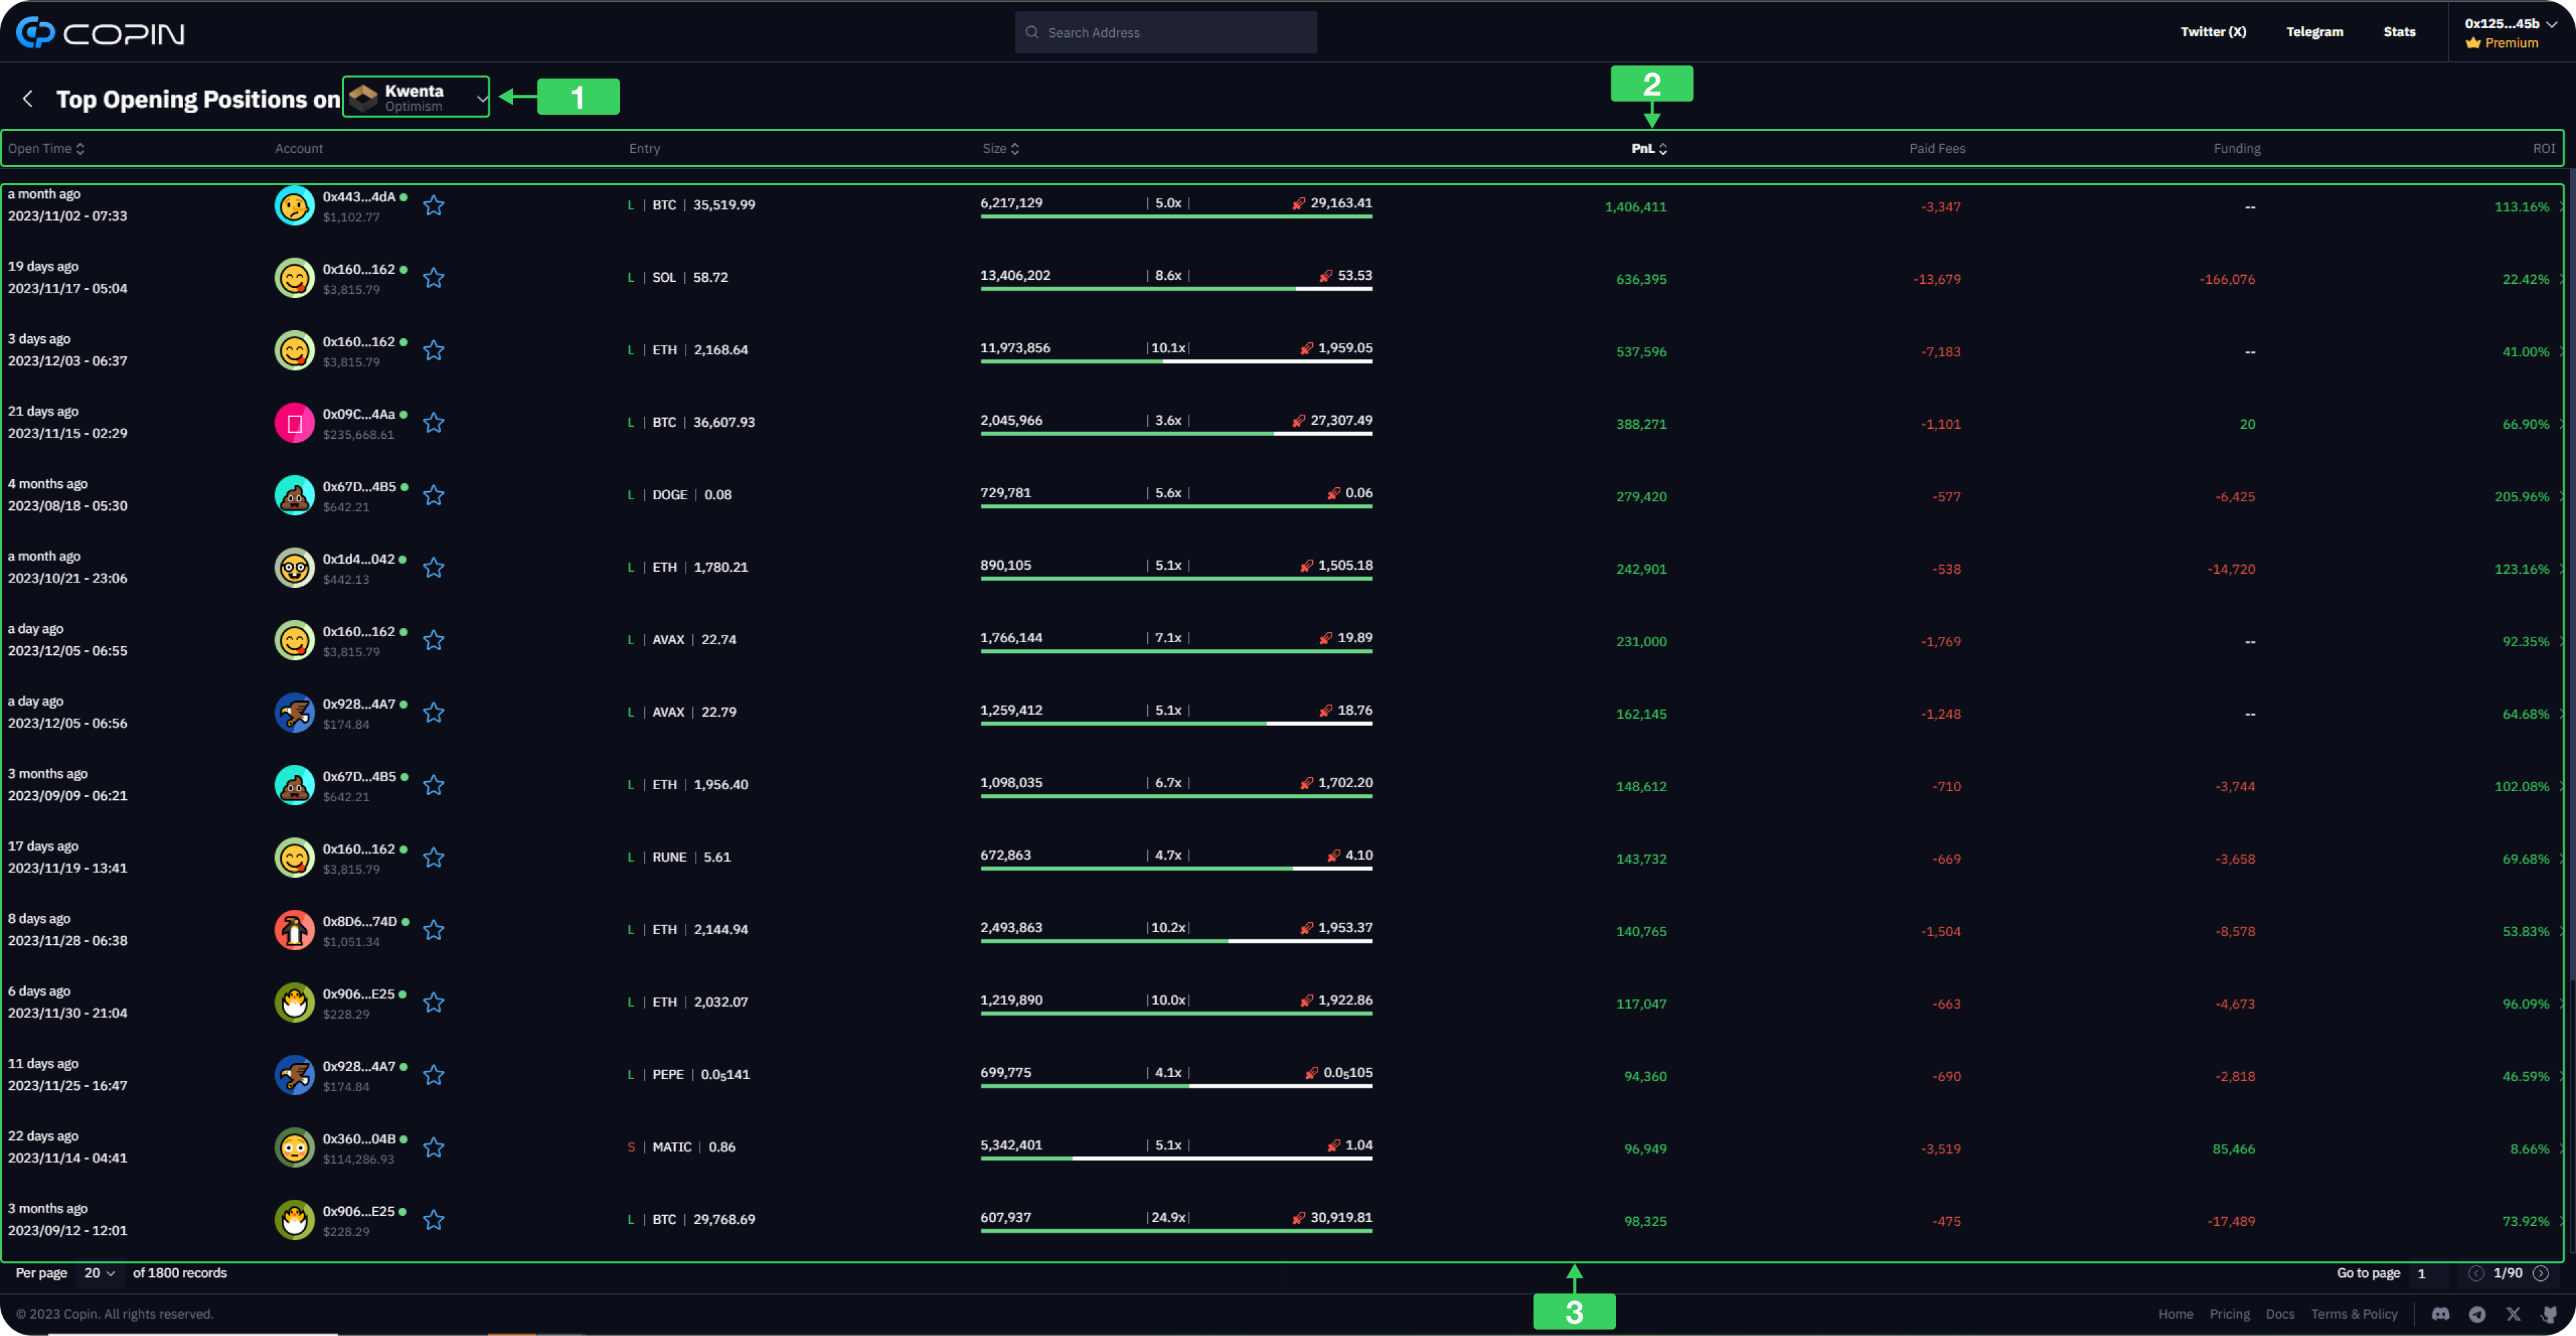 COPIN
Search Address
Twitter (X) Telegram Stats 0x125...45b
Premium
Top Opening Positions on Kwenta
Optimism
1
2
Open Time Account Entry Size PnL Paid Fees Funding ROI
a month ago
2023/11/02 - 07:33
0x443...4dA
$1,102.77
L | BTC | 35,519.99
6,217,129 | 5.0x | 29,163.41
1,406,411 -3,347 -- 113.16%
19 days ago
2023/11/17 - 05:04
0x160...162
$3,815.79
L | SOL | 58.72
13,406,202 | 8.6x | 53.53
636,395 -13,679 -166,076 22.42%
3 days ago
2023/12/03 - 06:37
0x160...162
$3,815.79
L | ETH | 2,168.64
11,973,856 |10.1x| 1,959.05
537,596 -7,183 -- 41.00%
21 days ago
2023/11/15 - 02:29
0x09C...4Aa
$235,668.61
L | BTC | 36,607.93
2,045,966 | 3.6x | 27,307.49
388,271 -1,101 20 66.90%
4 months ago
2023/08/18 - 05:30
0x67D...4B5
$642.21
L | DOGE | 0.08
729,781 | 5.6x | 0.06
279,420 -577 -6,425 205.96%
a month ago
2023/10/21 - 23:06
0x1d4...042
$442.13
L | ETH | 1,780.21
890,105 | 5.1x | 1,505.18
242,901 -538 -14,720 123.16%
a day ago
2023/12/05 - 06:55
0x160...162
$3,815.79
L | AVAX | 22.74
1,766,144 | 7.1x | 19.89
231,000 -1,769 -- 92.35%
a day ago
2023/12/05 - 06:56
0x928...4A7
$174.84
L | AVAX | 22.79
1,259,412 | 5.1x | 18.76
162,145 -1,248 -- 64.68%
3 months ago
2023/09/09 - 06:21
0x67D...4B5
$642.21
L | ETH | 1,956.40
1,098,035 | 6.7x | 1,702.20
148,612 -710 -3,744 102.08%
17 days ago
2023/11/19 - 13:41
0x160...162
$3,815.79
L | RUNE | 5.61
672,863 | 4.7x | 4.10
143,732 -669 -3,658 69.68%
8 days ago
2023/11/28 - 06:38
0x8D6...74D
$1,051.34
L | ETH | 2,144.94
2,493,863 |10.2x| 1,953.37
140,765 -1,504 -8,578 53.83%
6 days ago
2023/11/30 - 21:04
0x906...E25
$228.29
L | ETH | 2,032.07
1,219,890 |10.0x| 1,922.86
117,047 -663 -4,673 96.09%
11 days ago
2023/11/25 - 16:47
0x928...4A7
$174.84
L | PEPE | 0.0₅141
699,775 | 4.1x | 0.0₅105
94,360 -690 -2,818 46.59%
22 days ago
2023/11/14 - 04:41
0x360...04B
$114,286.93
S | MATIC | 0.86
5,342,401 | 5.1x | 1.04
96,949 -3,519 85,466 8.66%
3 months ago
2023/09/12 - 12:01
0x906...E25
$228.29
L | BTC | 29,768.69
607,937 |24.9x| 30,919.81
98,325 -475 -17,489 73.92%
Per page 20 of 1800 records Go to page 1 1/90
3
© 2023 Copin. All rights reserved. Home Pricing Docs Terms & Policy